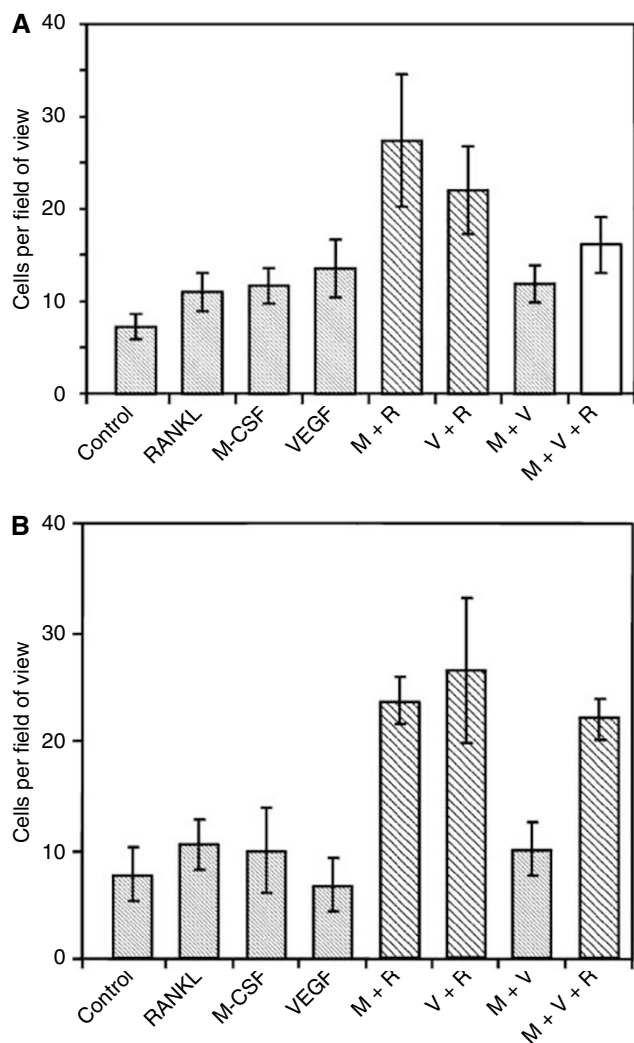 A
40
30
20
10
0
Cells per field of view
Control
RANKL
M-CSF
VEGF
M + R
V + R
M + V
M + V + R
B
40
30
20
10
0
Cells per field of view
Control
RANKL
M-CSF
VEGF
M + R
V + R
M + V
M + V + R